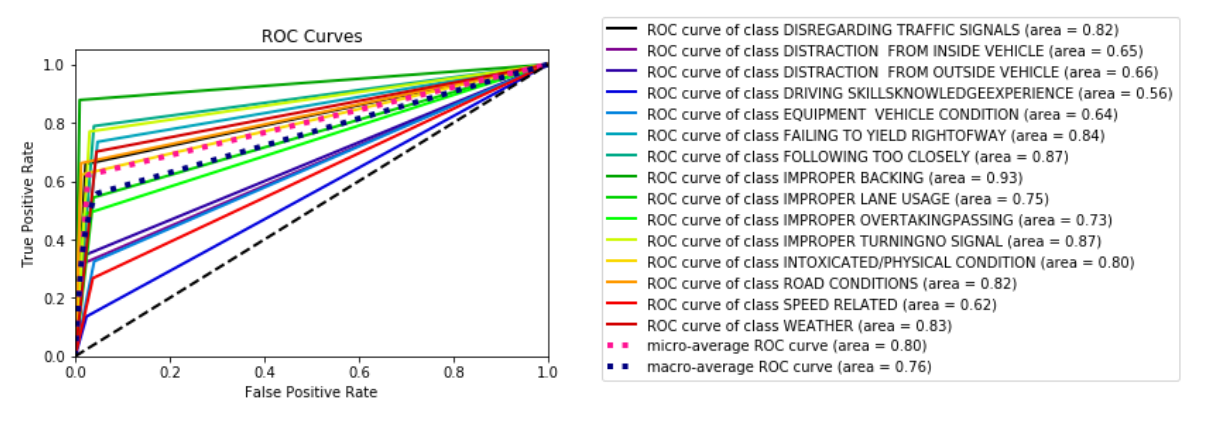 ROC Curves
True Positive Rate
1.0
0.8
0.6
0.4
0.2
0.0
0.0 0.2 0.4 0.6 0.8 1.0
False Positive Rate
ROC curve of class DISREGARDING TRAFFIC SIGNALS (area = 0.82)
ROC curve of class DISTRACTION  FROM INSIDE VEHICLE (area = 0.65)
ROC curve of class DISTRACTION  FROM OUTSIDE VEHICLE (area = 0.66)
ROC curve of class DRIVING SKILLSKNOWLEDGEEXPERIENCE (area = 0.56)
ROC curve of class EQUIPMENT  VEHICLE CONDITION (area = 0.64)
ROC curve of class FAILING TO YIELD RIGHTOFWAY (area = 0.84)
ROC curve of class FOLLOWING TOO CLOSELY (area = 0.87)
ROC curve of class IMPROPER BACKING (area = 0.93)
ROC curve of class IMPROPER LANE USAGE (area = 0.75)
ROC curve of class IMPROPER OVERTAKINGPASSING (area = 0.73)
ROC curve of class IMPROPER TURNINGNO SIGNAL (area = 0.87)
ROC curve of class INTOXICATED/PHYSICAL CONDITION (area = 0.80)
ROC curve of class ROAD CONDITIONS (area = 0.82)
ROC curve of class SPEED RELATED (area = 0.62)
ROC curve of class WEATHER (area = 0.83)
micro-average ROC curve (area = 0.80)
macro-average ROC curve (area = 0.76)